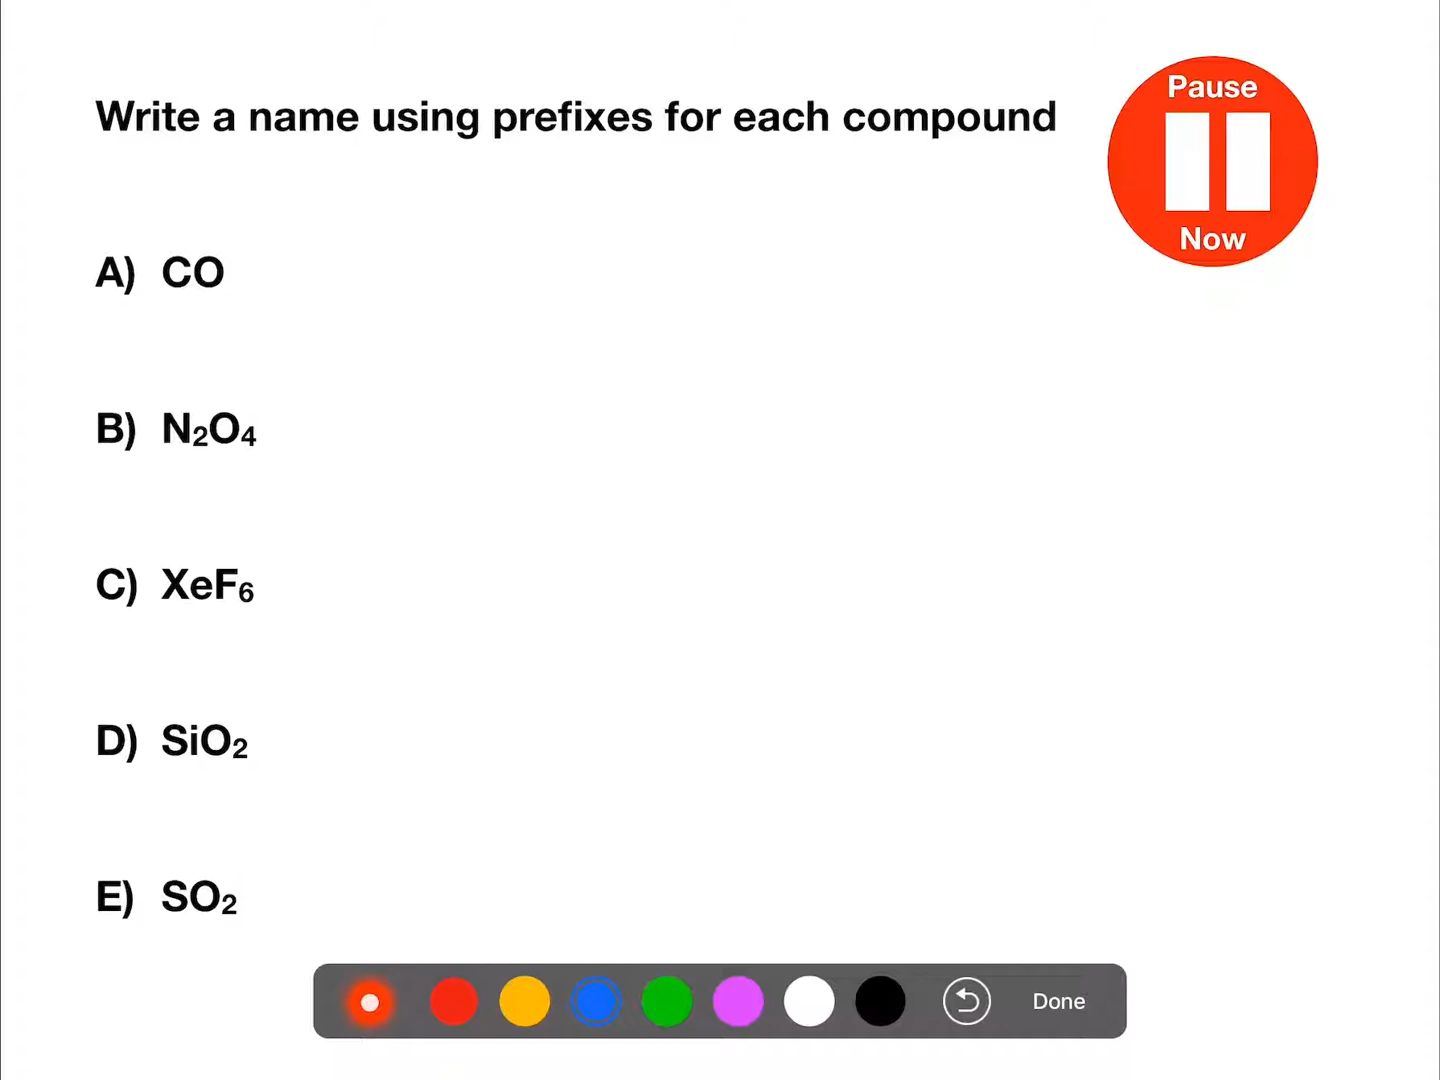 Write a name using prefixes for each compound
Pause
Now
A) CO
B) N₂O₄
C) XeF₆
D) SiO₂
E) SO₂
Done